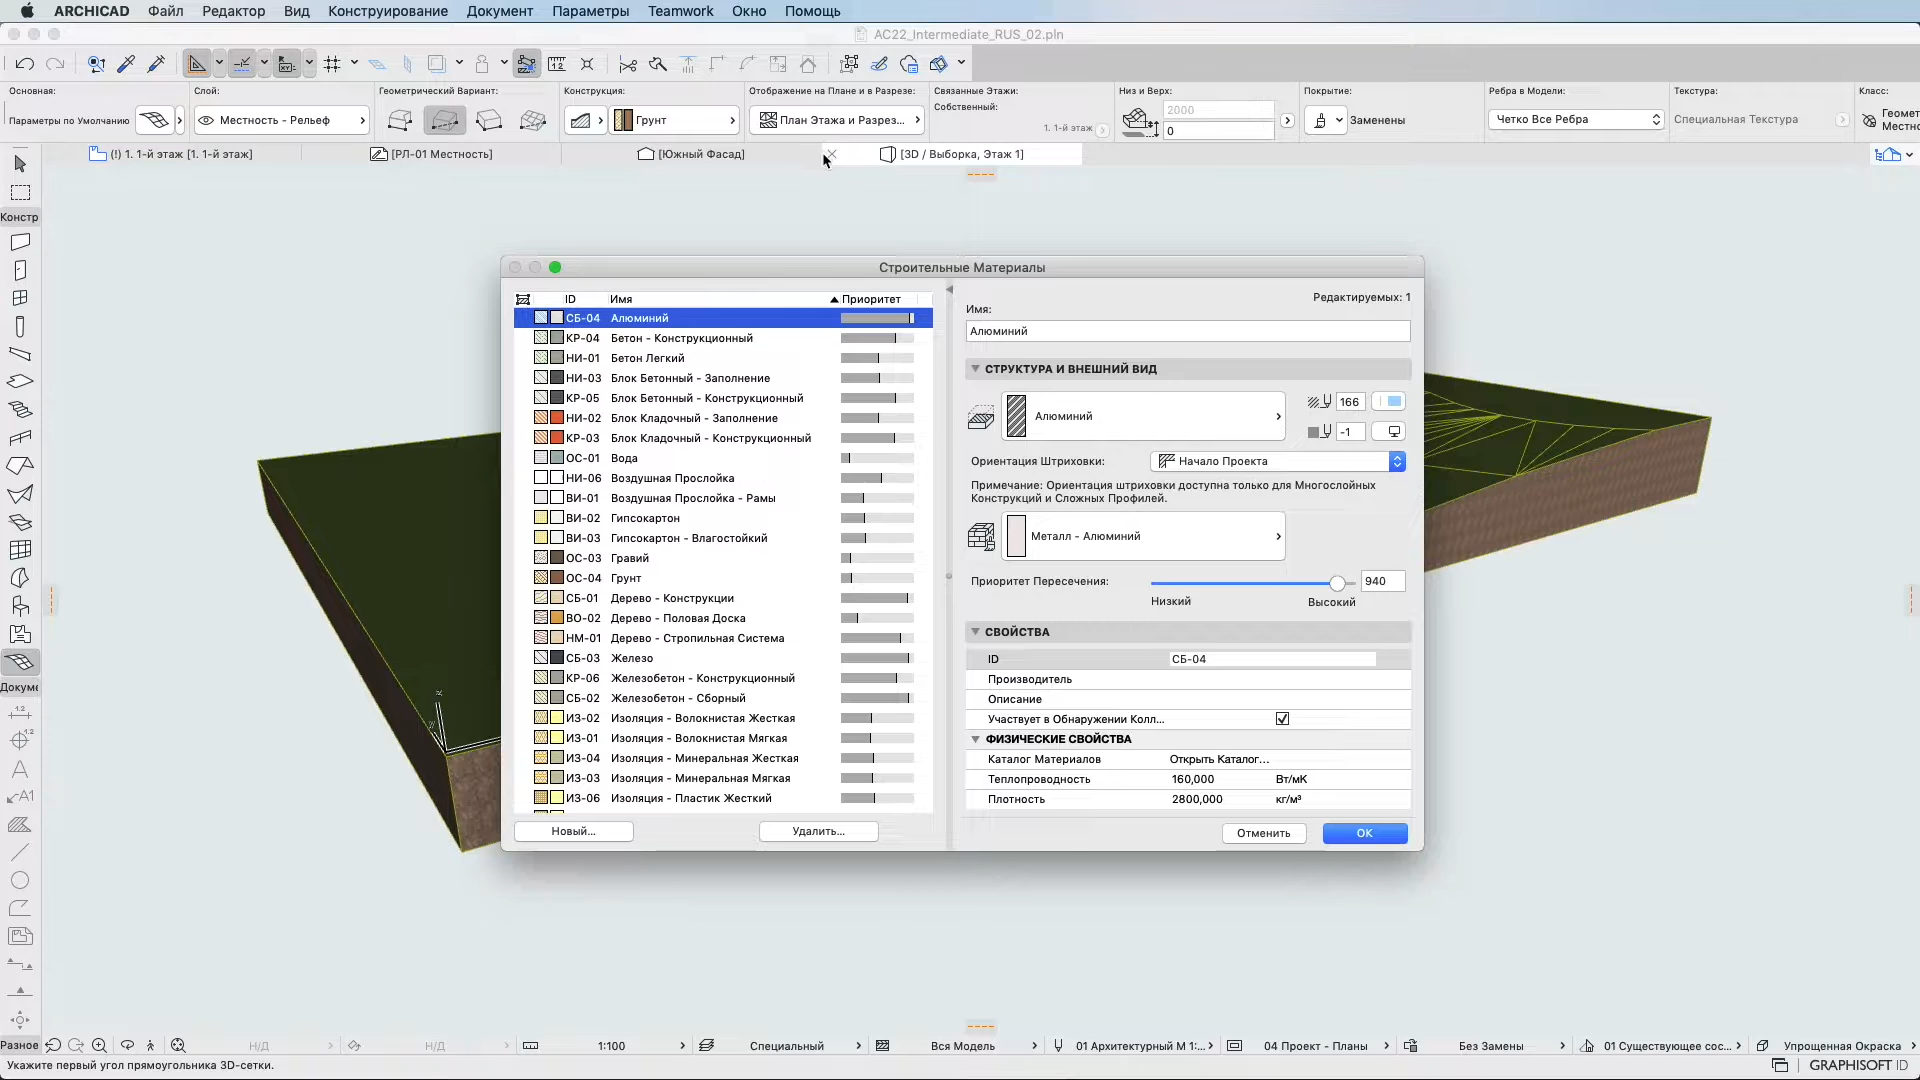 ARCHICAD Файл Редактор Вид Конструирование Документ Параметры Teamwork Окно Помощь
AC22_Intermediate_RUS_02.pln
Основная: Слой: Геометрический Вариант: Конструкция: Отображение на Плане и в Разрезе: Связанные Этажи: Низ и Верх: Покрытие: Ребра в Модели: Текстура: Класс:
Собственный:
2000
Параметры по Умолчанию Местность - Рельеф Грунт План Этажа и Разрез... 1. 1-й этаж 0 Заменены Четко Все Ребра Специальная Текстура Геомет
Местнос
(!) 1. 1-й этаж [1. 1-й этаж] [РЛ-01 Местность] [Южный Фасад] [3D / Выборка, Этаж 1]
Констр
Докуме
Разное
Строительные Материалы
ID Имя Приоритет
СБ-04 Алюминий
КР-04 Бетон - Конструкционный
НИ-01 Бетон Легкий
НИ-03 Блок Бетонный - Заполнение
КР-05 Блок Бетонный - Конструкционный
НИ-02 Блок Кладочный - Заполнение
КР-03 Блок Кладочный - Конструкционный
ОС-01 Вода
НИ-06 Воздушная Прослойка
ВИ-01 Воздушная Прослойка - Рамы
ВИ-02 Гипсокартон
ВИ-03 Гипсокартон - Влагостойкий
ОС-03 Гравий
ОС-04 Грунт
СБ-01 Дерево - Конструкции
ВО-02 Дерево - Половая Доска
НМ-01 Дерево - Стропильная Система
СБ-03 Железо
КР-06 Железобетон - Конструкционный
СБ-02 Железобетон - Сборный
ИЗ-02 Изоляция - Волокнистая Жесткая
ИЗ-01 Изоляция - Волокнистая Мягкая
ИЗ-04 Изоляция - Минеральная Жесткая
ИЗ-03 Изоляция - Минеральная Мягкая
ИЗ-06 Изоляция - Пластик Жесткий
Новый... Удалить...
Редактируемых: 1
Имя:
Алюминий
СТРУКТУРА И ВНЕШНИЙ ВИД
Алюминий
166
-1
Ориентация Штриховки: Начало Проекта
Примечание: Ориентация штриховки доступна только для Многослойных
Конструкций и Сложных Профилей.
Металл - Алюминий
Приоритет Пересечения: 940
Низкий Высокий
СВОЙСТВА
ID СБ-04
Производитель
Описание
Участвует в Обнаружении Колл...
ФИЗИЧЕСКИЕ СВОЙСТВА
Каталог Материалов Открыть Каталог...
Теплопроводность 160,000 Вт/мК
Плотность 2800,000 кг/м³
Отменить ОК
Н/Д Н/Д 1:100 Специальный Вся Модель 01 Архитектурный М 1:... 04 Проект - Планы Без Замены 01 Существующее сос... Упрощенная Окраска
Укажите первый угол прямоугольника 3D-сетки. GRAPHISOFT ID